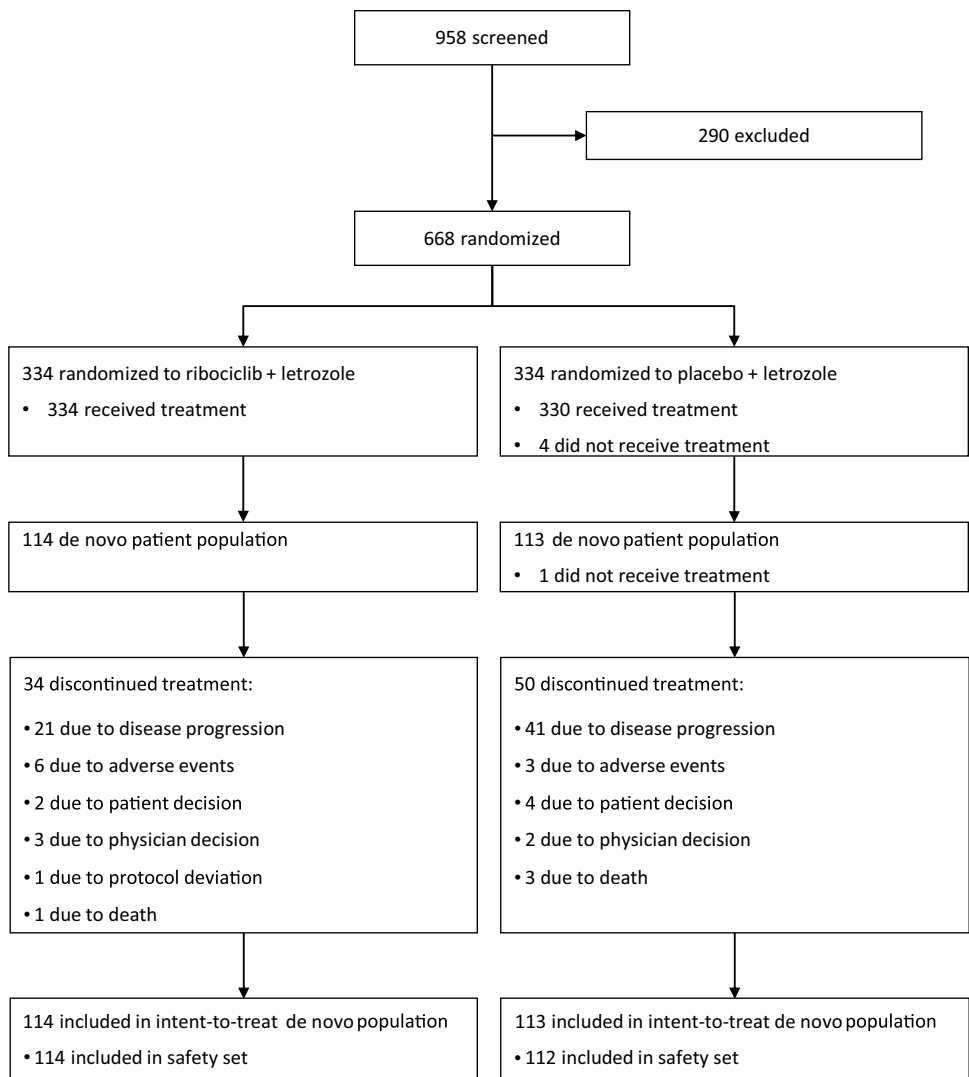 958 screened
290 excluded
668 randomized
334 randomized to ribociclib + letrozole
• 334 received treatment
334 randomized to placebo + letrozole
• 330 received treatment
• 4 did not receive treatment
114 de novo patient population
113 de novo patient population
• 1 did not receive treatment
34 discontinued treatment:
• 21 due to disease progression
• 6 due to adverse events
• 2 due to patient decision
• 3 due to physician decision
• 1 due to protocol deviation
• 1 due to death
50 discontinued treatment:
• 41 due to disease progression
• 3 due to adverse events
• 4 due to patient decision
• 2 due to physician decision
• 3 due to death
114 included in intent-to-treat de novo population
• 114 included in safety set
113 included in intent-to-treat de novo population
• 112 included in safety set